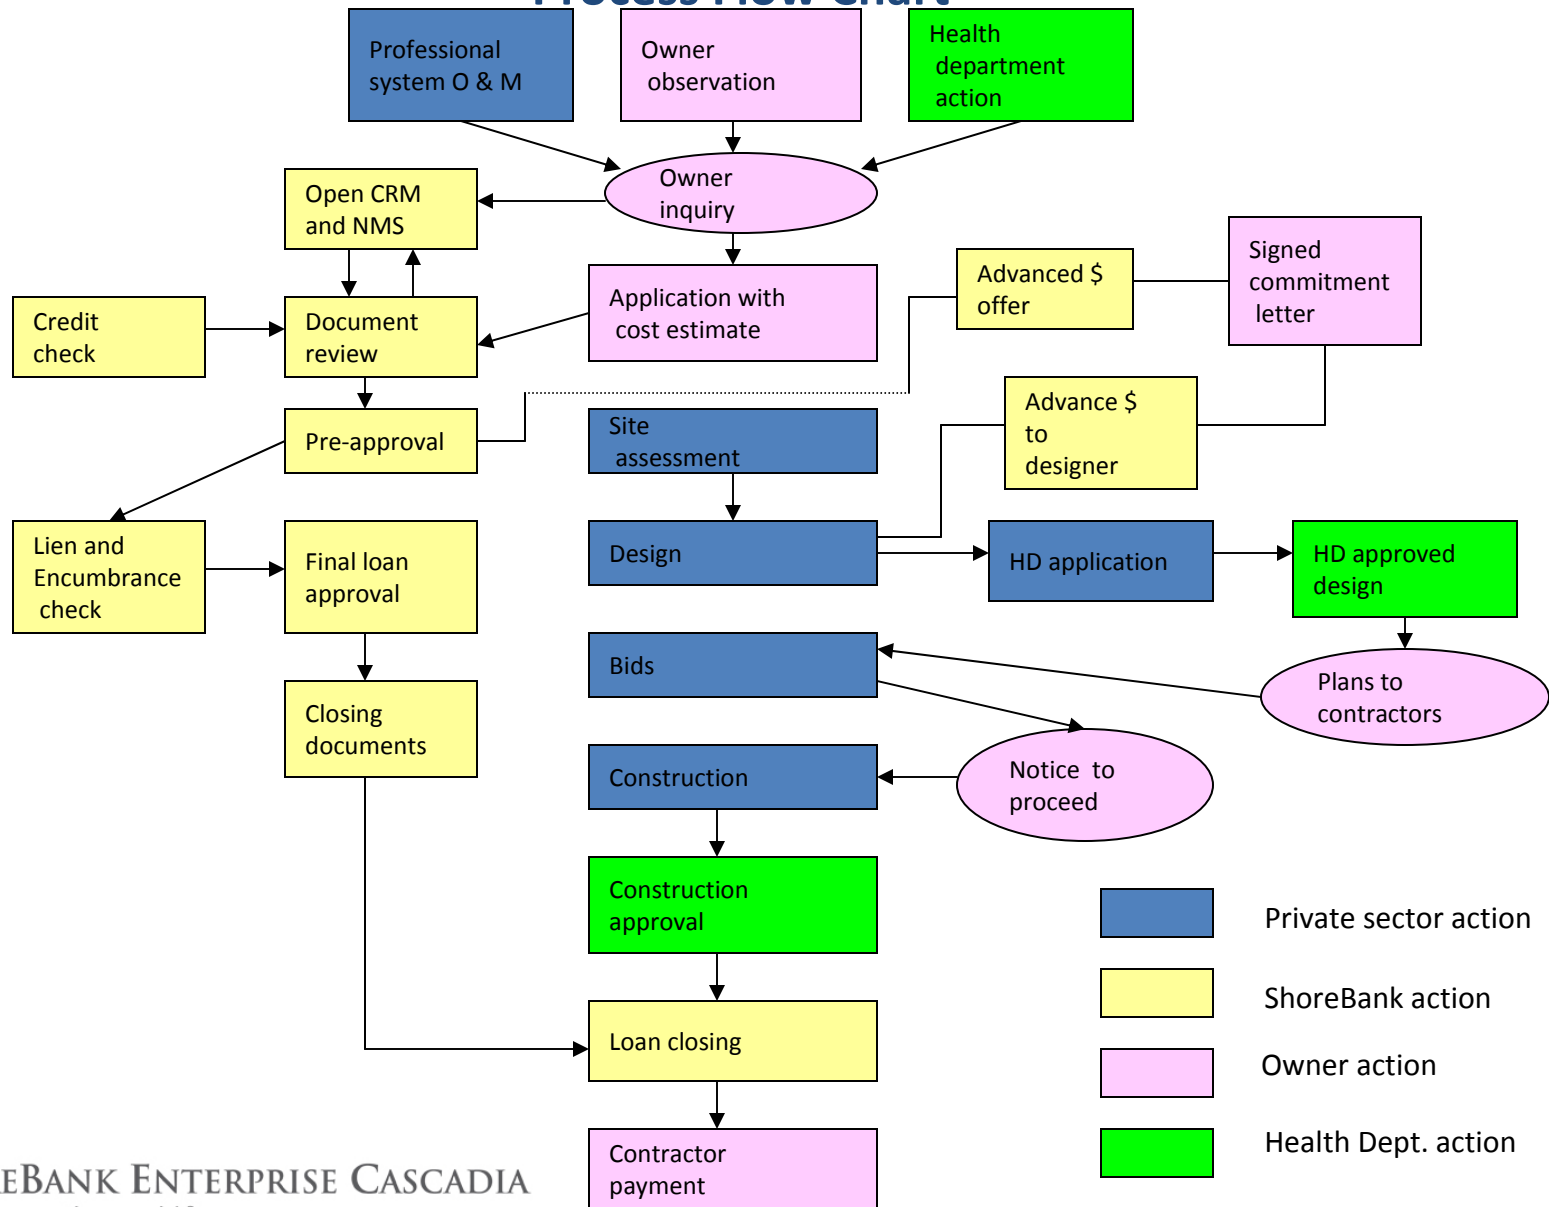 Process Flow Chart
Professional
system O & M
Owner
observation
Health
department
action
Owner
inquiry
Open CRM
and NMS
Advanced $
offer
Signed
commitment
letter
Application with
cost estimate
Credit
check
Document
review
Pre-approval
Site
assessment
Advance $
to
designer
Lien and
Encumbrance
check
Final loan
approval
Design
HD application
HD approved
design
Bids
Plans to
contractors
Closing
documents
Construction
Notice to
proceed
Construction
approval
Private sector action
ShoreBank action
Loan closing
Owner action
Health Dept. action
Contractor
payment
EBANK ENTERPRISE CASCADIA